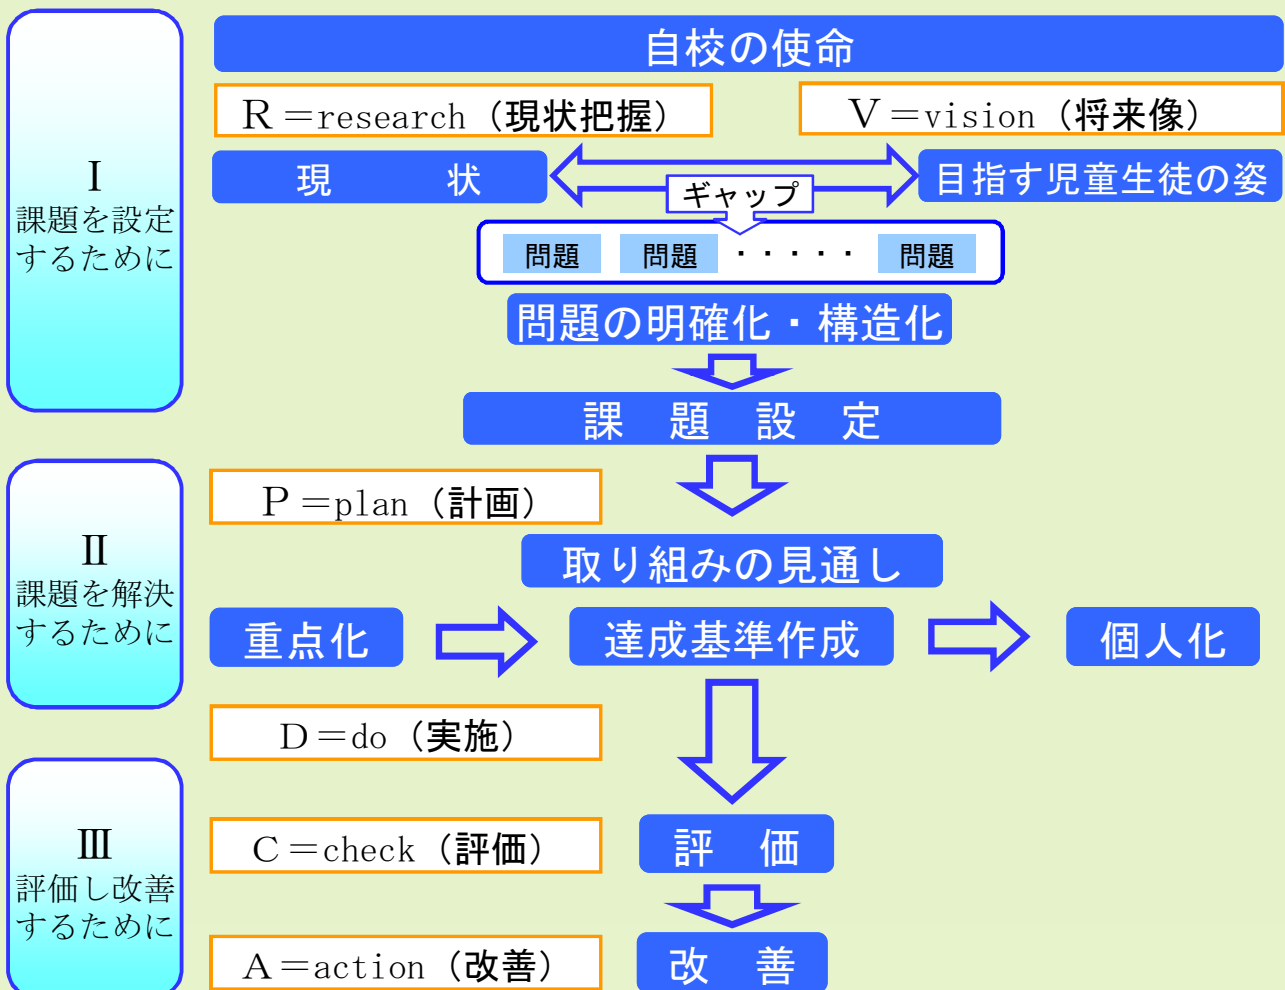 自校の使命
R=research（現状把握）
V=vision（将来像）
Ⅰ
課題を設定
するために
現 状
目指す児童生徒の姿
ギャップ
問題 問題 ・・・・・ 問題
問題の明確化・構造化
課 題 設 定
Ⅱ
課題を解決
するために
P=plan（計画）
取り組みの見通し
重点化
達成基準作成
個人化
D=do（実施）
Ⅲ
評価し改善
するために
C=check（評価）
評 価
A=action（改善）
改 善